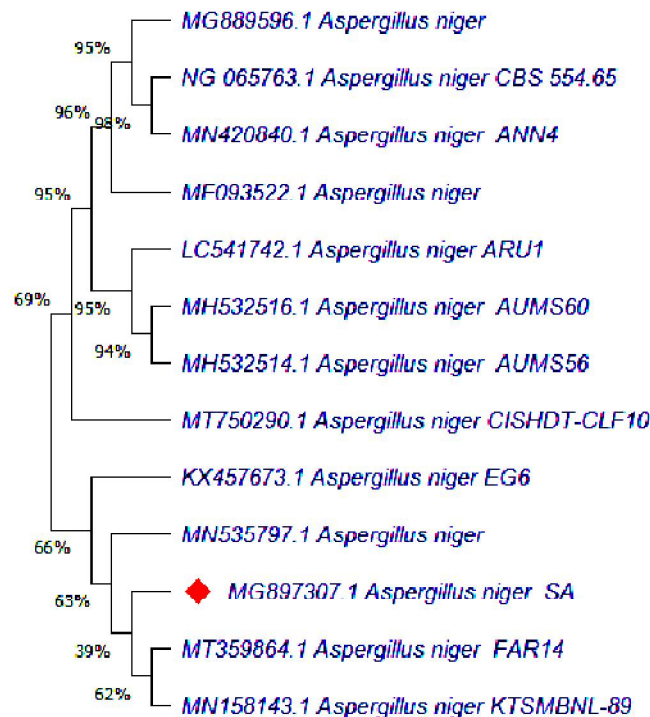 MG889596.1 Aspergillus niger
95%
NG 065763.1 Aspergillus niger CBS 554.65
96%
98%
MN420840.1 Aspergillus niger ANN4
MF093522.1 Aspergillus niger
95%
LC541742.1 Aspergillus niger ARU1
69%
95%
MH532516.1 Aspergillus niger AUMS60
94%
MH532514.1 Aspergillus niger AUMS56
MT750290.1 Aspergillus niger CISHDT-CLF10
KX457673.1 Aspergillus niger EG6
MN535797.1 Aspergillus niger
66%
MG897307.1 Aspergillus niger SA
63%
MT359864.1 Aspergillus niger FAR14
39%
62%
MN158143.1 Aspergillus niger KTSMBNL-89